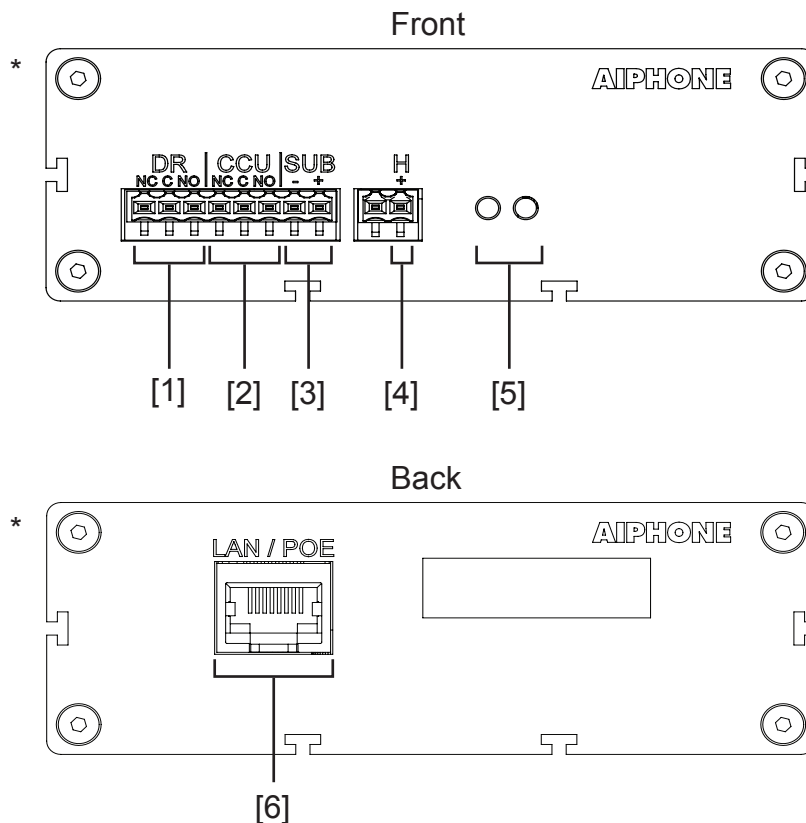 Front
*
AIPHONE
DR CCU SUB H
NC C NO NC C NO - + +
[1] [2] [3] [4] [5]
Back
*
AIPHONE
LAN / POE
[6]